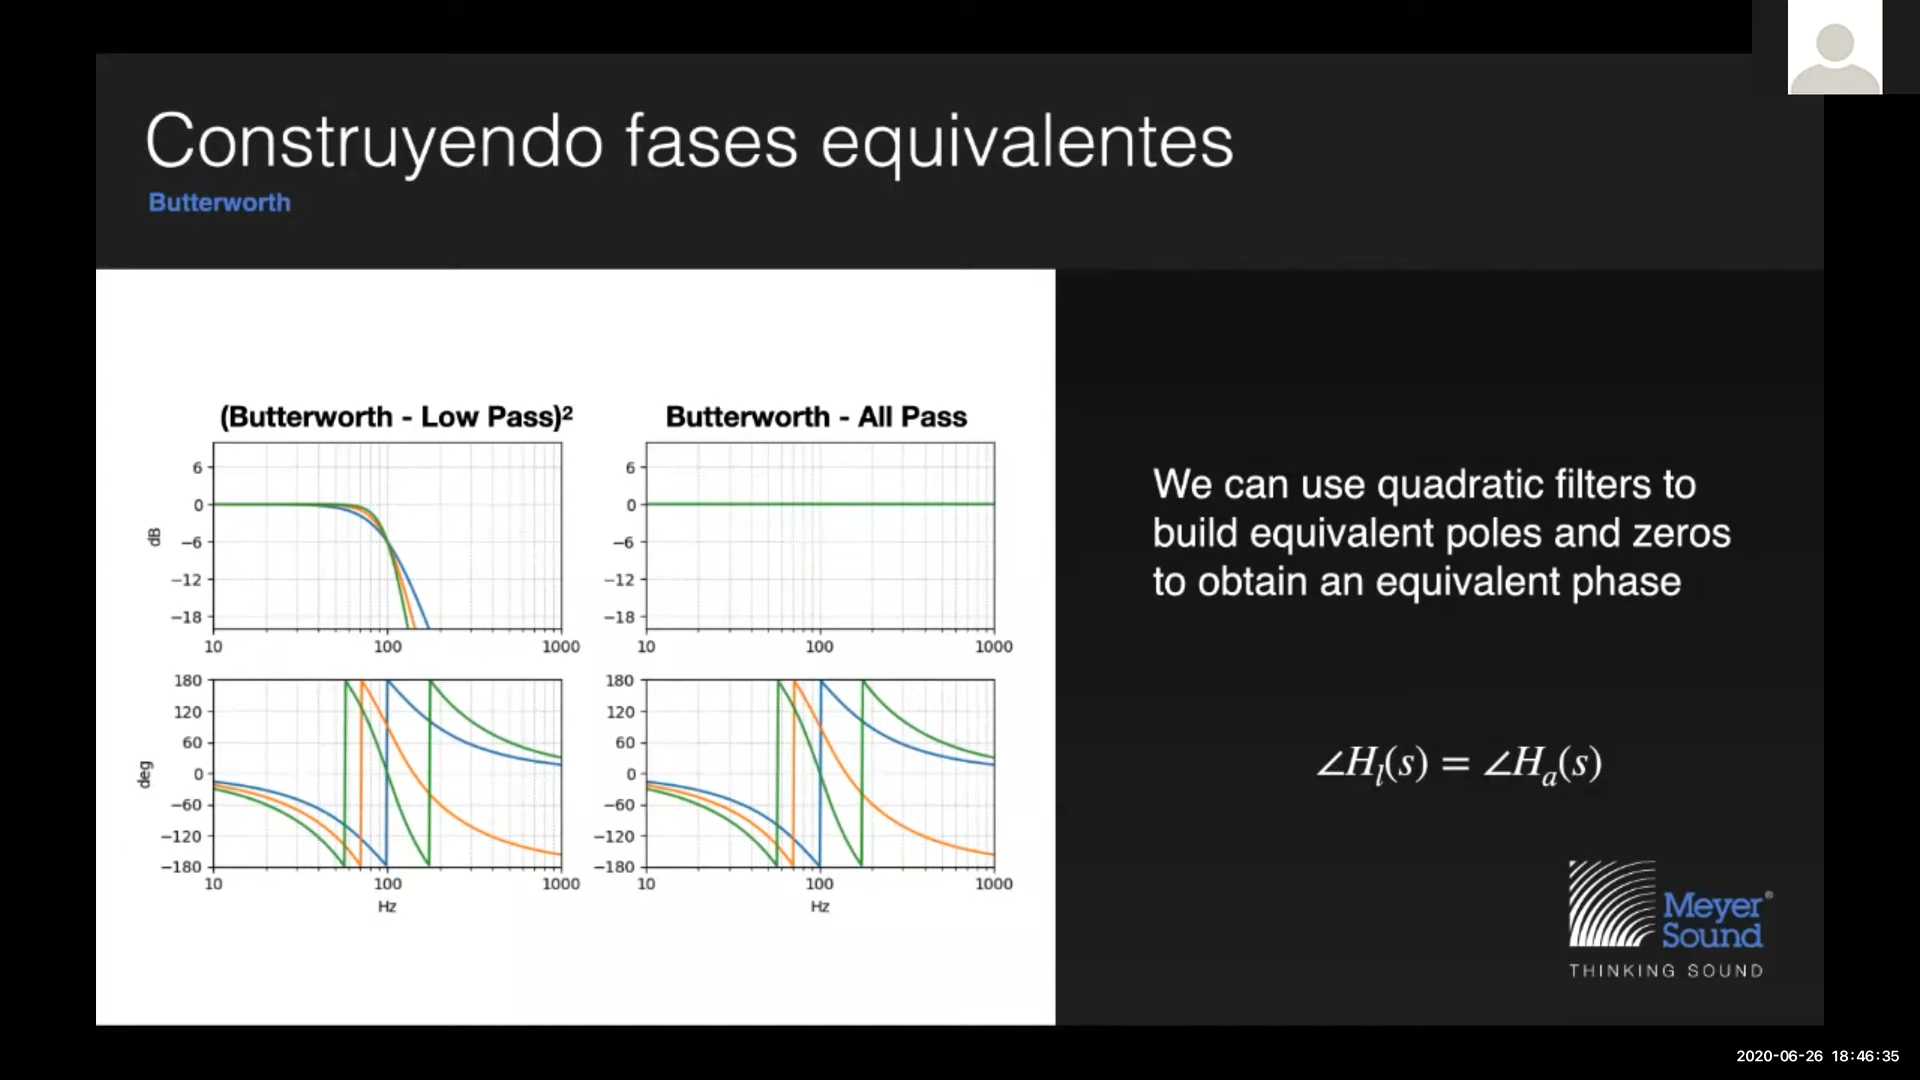 Construyendo fases equivalentes
Butterworth
(Butterworth - Low Pass)²
Butterworth - All Pass
6
0
−6
−12
−18
dB
10
100
1000
6
0
−6
−12
−18
10
100
1000
180
120
60
0
−60
−120
−180
deg
10
100
1000
Hz
180
120
60
0
−60
−120
−180
10
100
1000
Hz
We can use quadratic filters to
build equivalent poles and zeros
to obtain an equivalent phase
∠Hₗ(s) = ∠Hₐ(s)
Meyer®
Sound
THINKING SOUND
2020-06-26 18:46:35